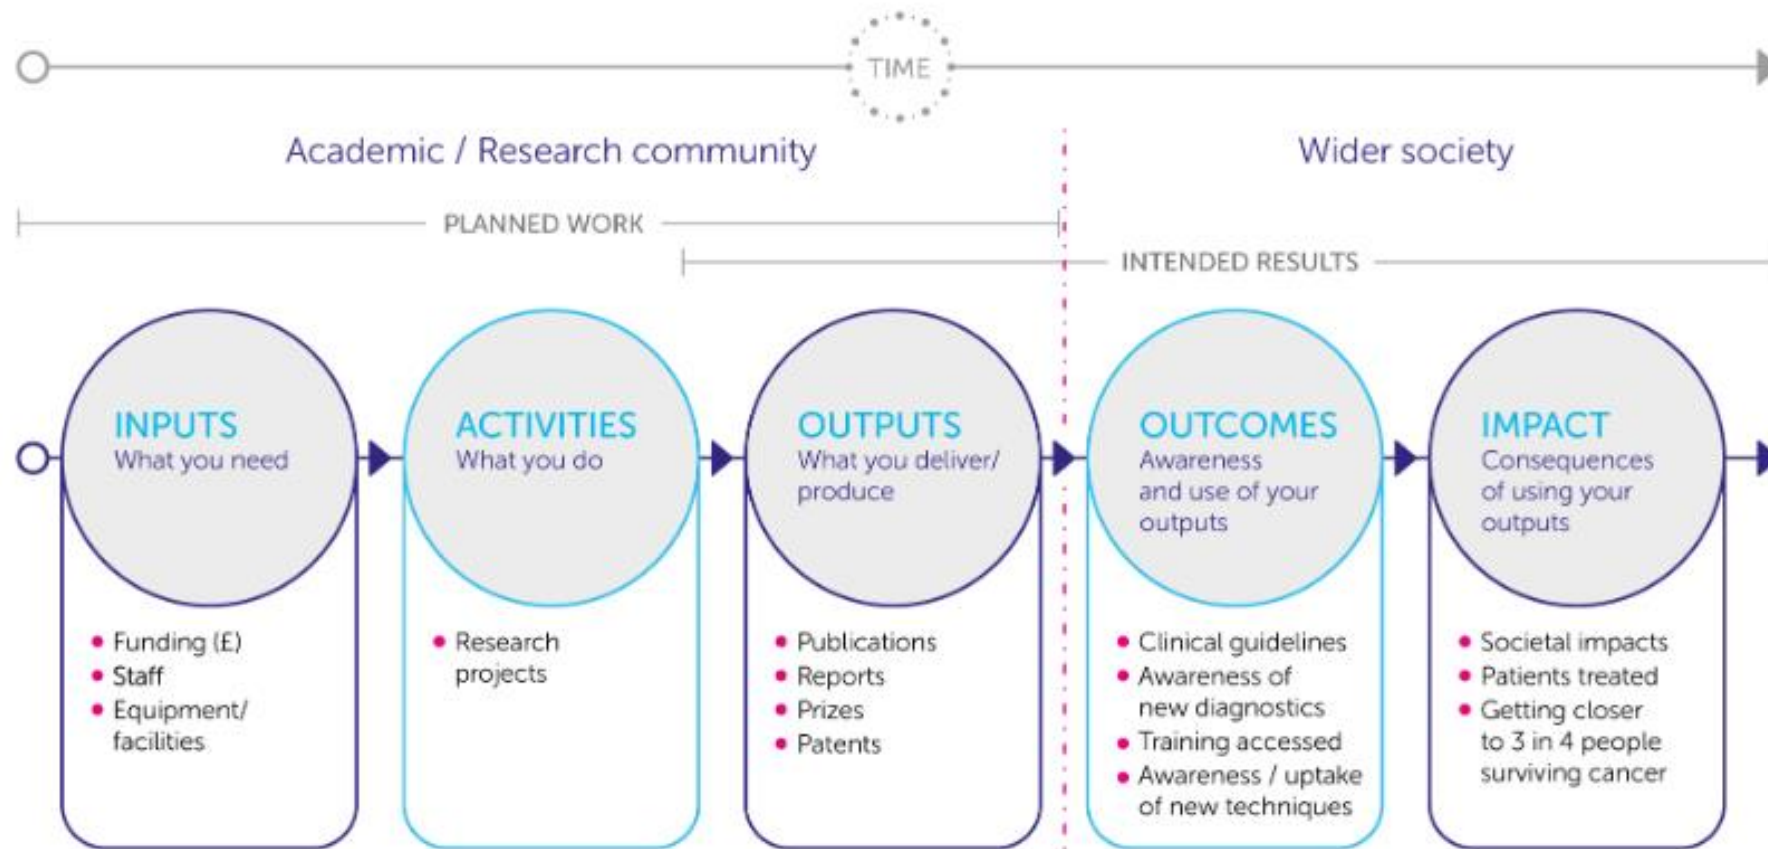 TIME
Academic / Research community
Wider society
PLANNED WORK
INTENDED RESULTS
INPUTS
What you need
ACTIVITIES
What you do
OUTPUTS
What you deliver/
produce
OUTCOMES
Awareness
and use of your
outputs
IMPACT
Consequences
of using your
outputs
Funding (£)
Staff
Equipment/
facilities
Research
projects
Publications
Reports
Prizes
Patents
Clinical guidelines
Awareness of
new diagnostics
Training accessed
Awareness / uptake
of new techniques
Societal impacts
Patients treated
Getting closer
to 3 in 4 people
surviving cancer